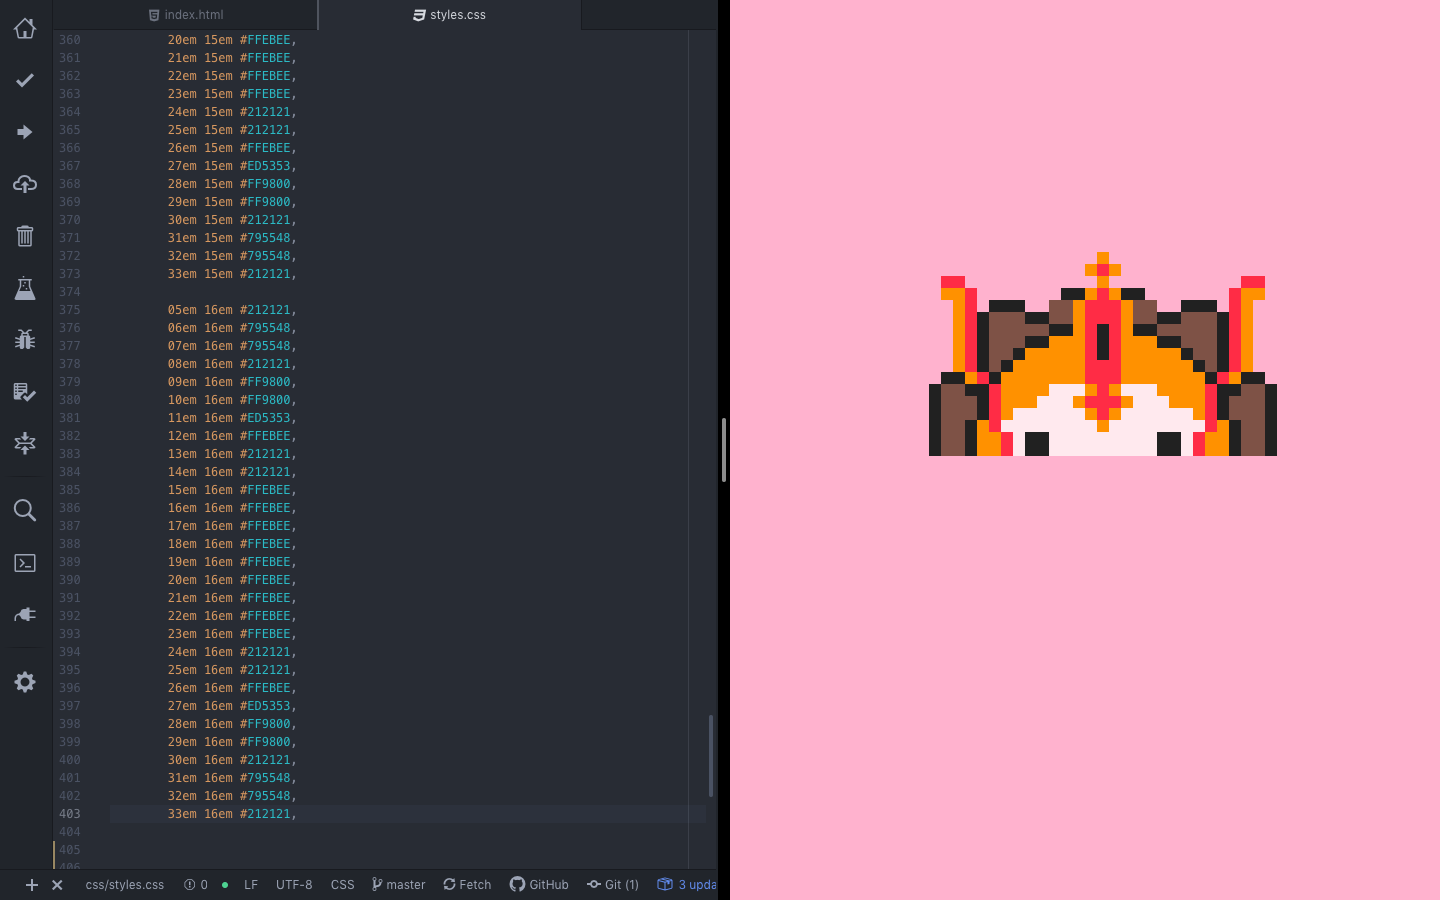 index.html
styles.css
360 20em 15em #FFEBEE,
361 21em 15em #FFEBEE,
362 22em 15em #FFEBEE,
363 23em 15em #FFEBEE,
364 24em 15em #212121,
365 25em 15em #212121,
366 26em 15em #FFEBEE,
367 27em 15em #ED5353,
368 28em 15em #FF9800,
369 29em 15em #FF9800,
370 30em 15em #212121,
371 31em 15em #795548,
372 32em 15em #795548,
373 33em 15em #212121,
374
375 05em 16em #212121,
376 06em 16em #795548,
377 07em 16em #795548,
378 08em 16em #212121,
379 09em 16em #FF9800,
380 10em 16em #FF9800,
381 11em 16em #ED5353,
382 12em 16em #FFEBEE,
383 13em 16em #212121,
384 14em 16em #212121,
385 15em 16em #FFEBEE,
386 16em 16em #FFEBEE,
387 17em 16em #FFEBEE,
388 18em 16em #FFEBEE,
389 19em 16em #FFEBEE,
390 20em 16em #FFEBEE,
391 21em 16em #FFEBEE,
392 22em 16em #FFEBEE,
393 23em 16em #FFEBEE,
394 24em 16em #212121,
395 25em 16em #212121,
396 26em 16em #FFEBEE,
397 27em 16em #ED5353,
398 28em 16em #FF9800,
399 29em 16em #FF9800,
400 30em 16em #212121,
401 31em 16em #795548,
402 32em 16em #795548,
403 33em 16em #212121,
404
405
406
css/styles.css 0 LF UTF-8 CSS master Fetch GitHub Git (1) 3 upda